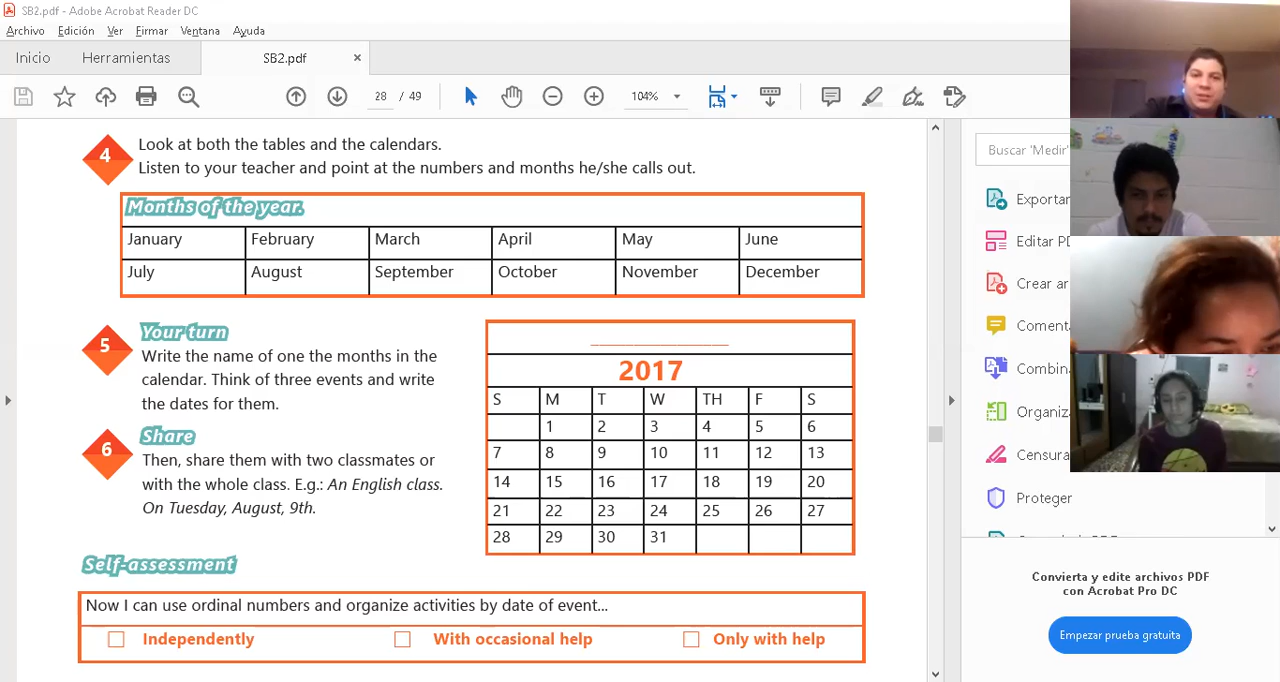 SB2.pdf - Adobe Acrobat Reader DC
Archivo Edición Ver Firmar Ventana Ayuda
Inicio Herramientas SB2.pdf ×
28 / 49 104%
4
Look at both the tables and the calendars.
Listen to your teacher and point at the numbers and months he/she calls out.
Months of the year.
January February March April May June
July August September October November December
5
Your turn
Write the name of one the months in the
calendar. Think of three events and write
the dates for them.
6
Share
Then, share them with two classmates or
with the whole class. E.g.: An English class.
On Tuesday, August, 9th.
2017
S M T W TH F S
1 2 3 4 5 6
7 8 9 10 11 12 13
14 15 16 17 18 19 20
21 22 23 24 25 26 27
28 29 30 31
Self-assessment
Now I can use ordinal numbers and organize activities by date of event...
Independently With occasional help Only with help
Buscar 'Medir'
Exportar
Editar PD
Crear ar
Coment
Combin
Organiz
Censura
Proteger
Convierta y edite archivos PDF
con Acrobat Pro DC
Empezar prueba gratuita